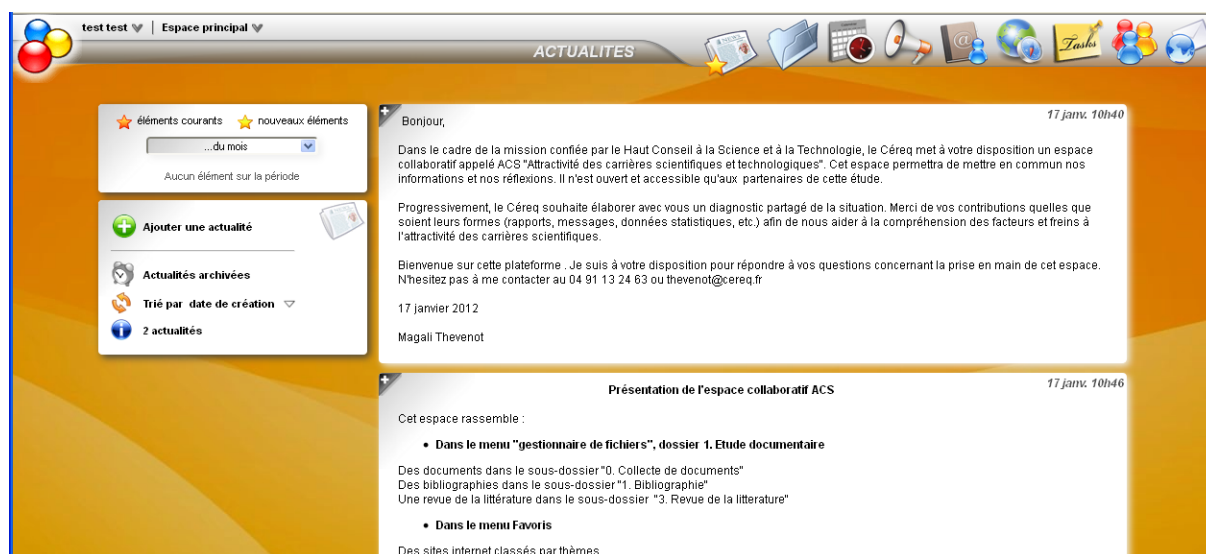 test test | Espace principal
ACTUALITES
Tasks
éléments courants nouveaux éléments
...du mois
Aucun élément sur la période
Ajouter une actualité
Actualités archivées
Trié par date de création
2 actualités
17 janv. 10h40
Bonjour,
Dans le cadre de la mission confiée par le Haut Conseil à la Science et à la Technologie, le Céreq met à votre disposition un espace
collaboratif appelé ACS "Attractivité des carrières scientifiques et technologiques". Cet espace permettra de mettre en commun nos
informations et nos réflexions. Il n'est ouvert et accessible qu'aux partenaires de cette étude.
Progressivement, le Céreq souhaite élaborer avec vous un diagnostic partagé de la situation. Merci de vos contributions quelles que
soient leurs formes (rapports, messages, données statistiques, etc.) afin de nous aider à la compréhension des facteurs et freins à
l'attractivité des carrières scientifiques.
Bienvenue sur cette plateforme . Je suis à votre disposition pour répondre à vos questions concernant la prise en main de cet espace.
N'hesitez pas à me contacter au 04 91 13 24 63 ou thevenot@cereq.fr
17 janvier 2012
Magali Thevenot
17 janv. 10h46
Présentation de l'espace collaboratif ACS
Cet espace rassemble :
• Dans le menu "gestionnaire de fichiers", dossier 1. Etude documentaire
Des documents dans le sous-dossier "0. Collecte de documents"
Des bibliographies dans le sous-dossier "1. Bibliographie"
Une revue de la littérature dans le sous-dossier "3. Revue de la litterature"
• Dans le menu Favoris
Des sites internet classés par thèmes